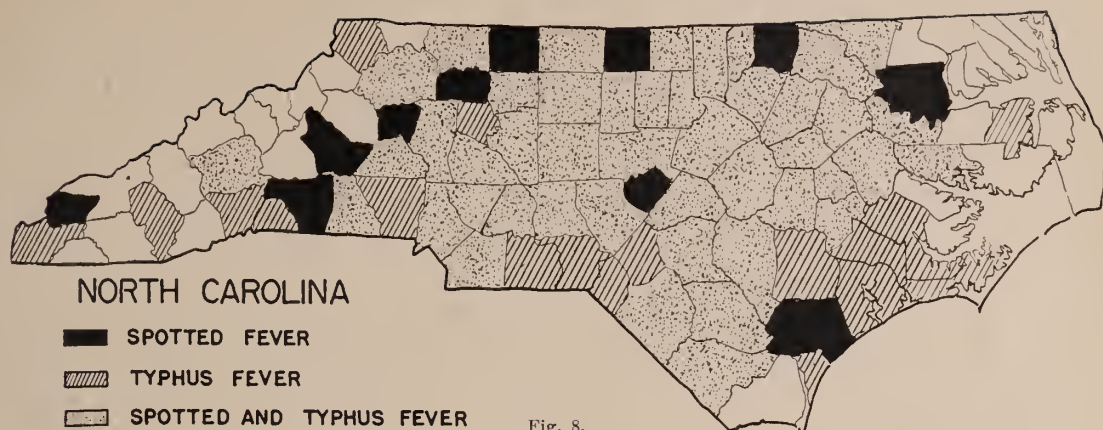 NORTH CAROLINA
SPOTTED FEVER
TYPHUS FEVER
SPOTTED AND TYPHUS FEVER
Fig. 8.